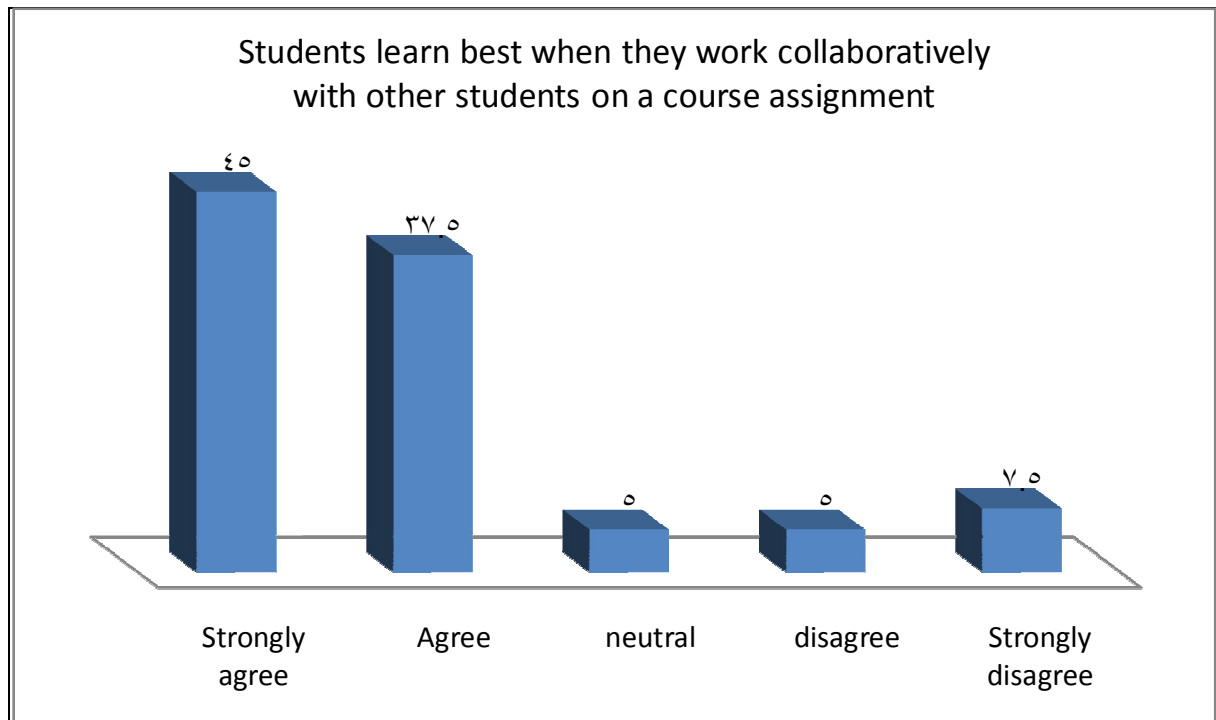 Students learn best when they work collaboratively
with other students on a course assignment
٤٥
٣٧.٥
٥
٥
٧.٥
Strongly
agree
Agree
neutral
disagree
Strongly
disagree